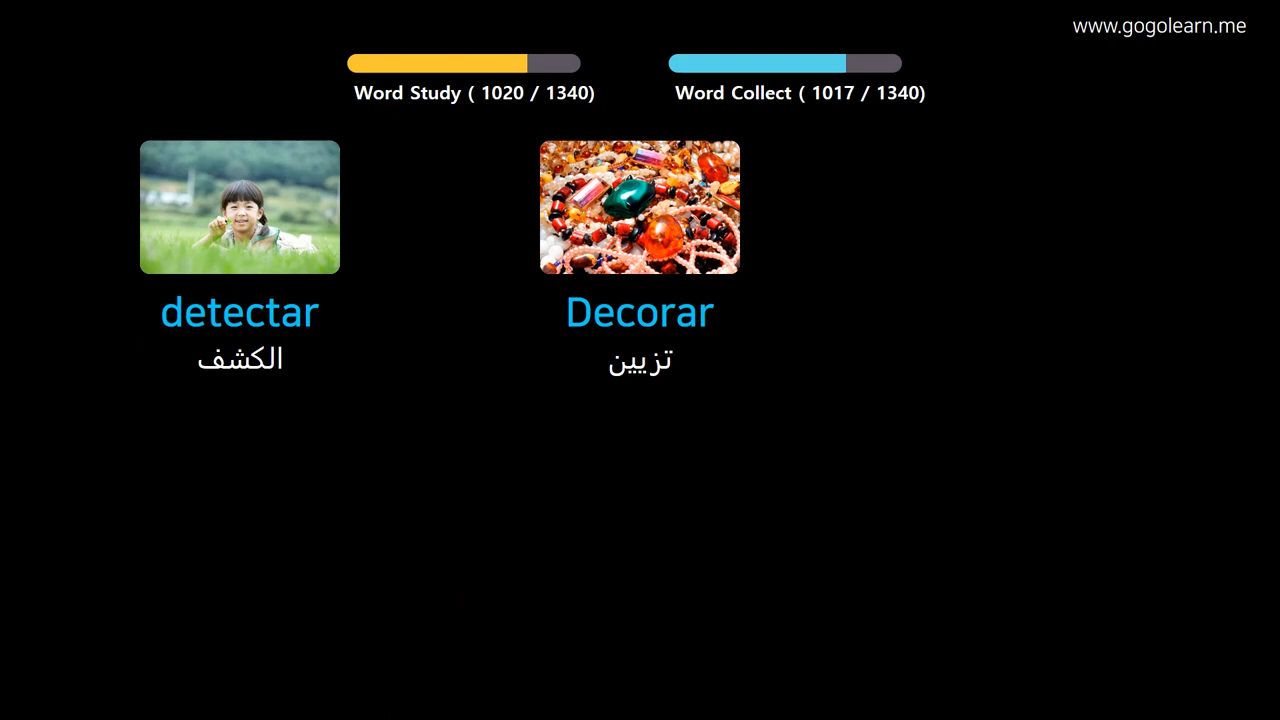 www.gogolearn.me
Word Study ( 1020 / 1340)
Word Collect ( 1017 / 1340)
detectar
الكشف
Decorar
تزيين